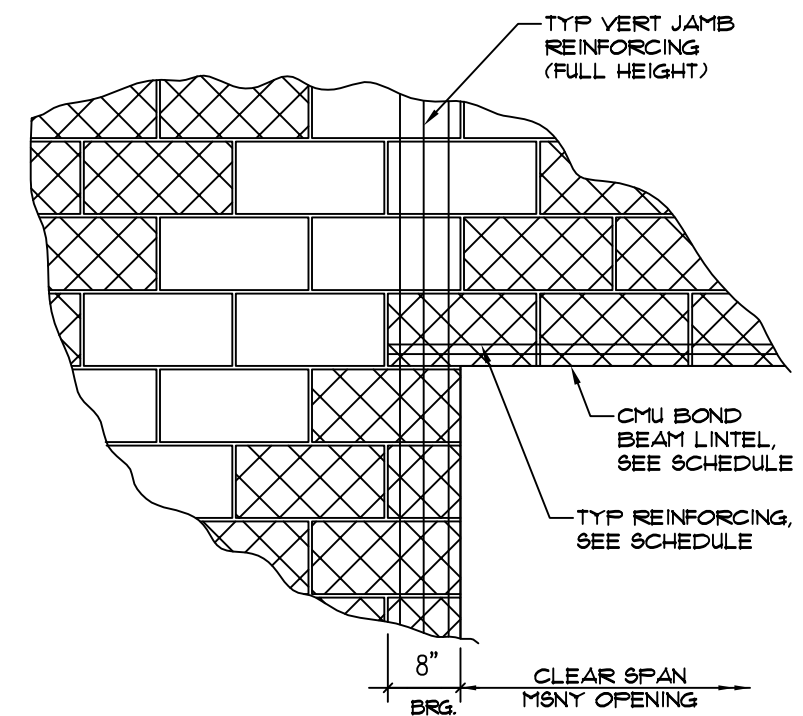 TYP VERT JAMB
REINFORCING
(FULL HEIGHT)
CMU BOND
BEAM LINTEL,
SEE SCHEDULE
TYP REINFORCING,
SEE SCHEDULE
8"
BRG.
CLEAR SPAN
MSNY OPENING